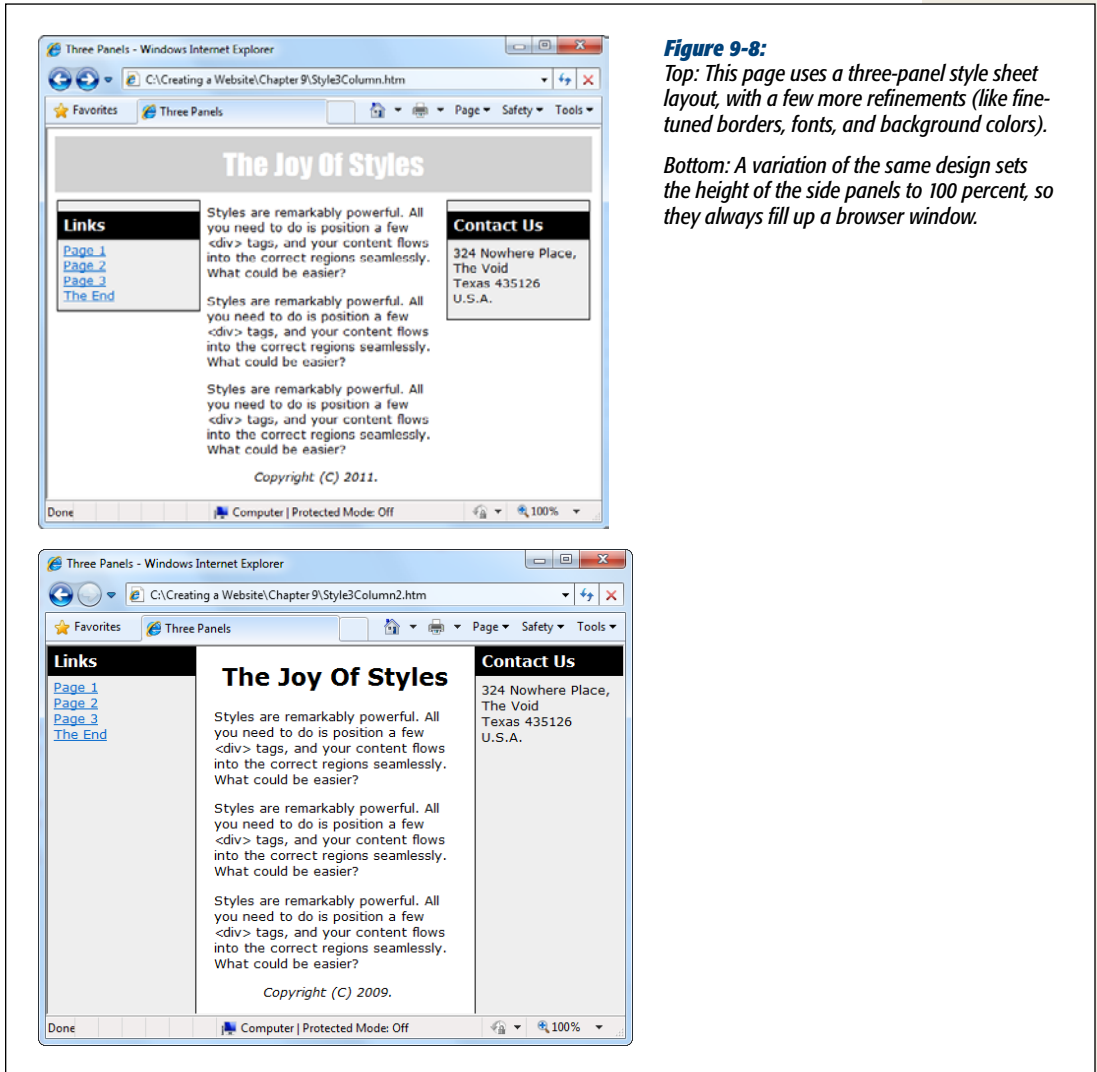 Three Panels - Windows Internet Explorer
C:\Creating a Website\Chapter 9\Style3Column.htm
Favorites
Three Panels
Page
Safety
Tools
The Joy Of Styles
Links
Page 1
Page 2
Page 3
The End
Styles are remarkably powerful. All
you need to do is position a few
<div> tags, and your content flows
into the correct regions seamlessly.
What could be easier?
Styles are remarkably powerful. All
you need to do is position a few
<div> tags, and your content flows
into the correct regions seamlessly.
What could be easier?
Styles are remarkably powerful. All
you need to do is position a few
<div> tags, and your content flows
into the correct regions seamlessly.
What could be easier?
Copyright (C) 2011.
Contact Us
324 Nowhere Place,
The Void
Texas 435126
U.S.A.
Done
Computer | Protected Mode: Off
100%
Figure 9-8:
Top: This page uses a three-panel style sheet
layout, with a few more refinements (like fine-
tuned borders, fonts, and background colors).
Bottom: A variation of the same design sets
the height of the side panels to 100 percent, so
they always fill up a browser window.
Three Panels - Windows Internet Explorer
C:\Creating a Website\Chapter 9\Style3Column2.htm
Favorites
Three Panels
Page
Safety
Tools
Links
Page 1
Page 2
Page 3
The End
The Joy Of Styles
Styles are remarkably powerful. All
you need to do is position a few
<div> tags, and your content flows
into the correct regions seamlessly.
What could be easier?
Styles are remarkably powerful. All
you need to do is position a few
<div> tags, and your content flows
into the correct regions seamlessly.
What could be easier?
Styles are remarkably powerful. All
you need to do is position a few
<div> tags, and your content flows
into the correct regions seamlessly.
What could be easier?
Copyright (C) 2009.
Contact Us
324 Nowhere Place,
The Void
Texas 435126
U.S.A.
Done
Computer | Protected Mode: Off
100%